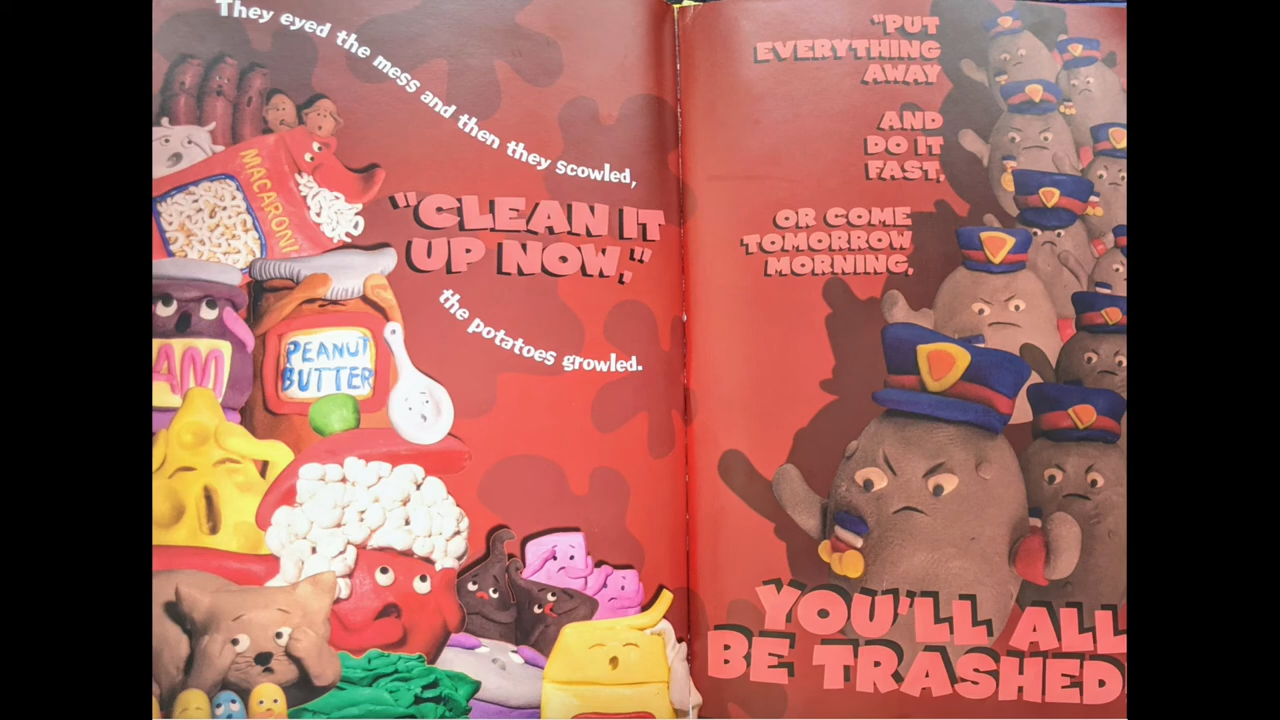 They eyed the mess and then they scowled,
"CLEAN IT
UP NOW,"
the potatoes growled.
MACARONI
AM
PEANUT
BUTTER
"PUT
EVERYTHING
AWAY
AND
DO IT
FAST,
OR COME
TOMORROW
MORNING,
YOU'LL ALL
BE TRASHED